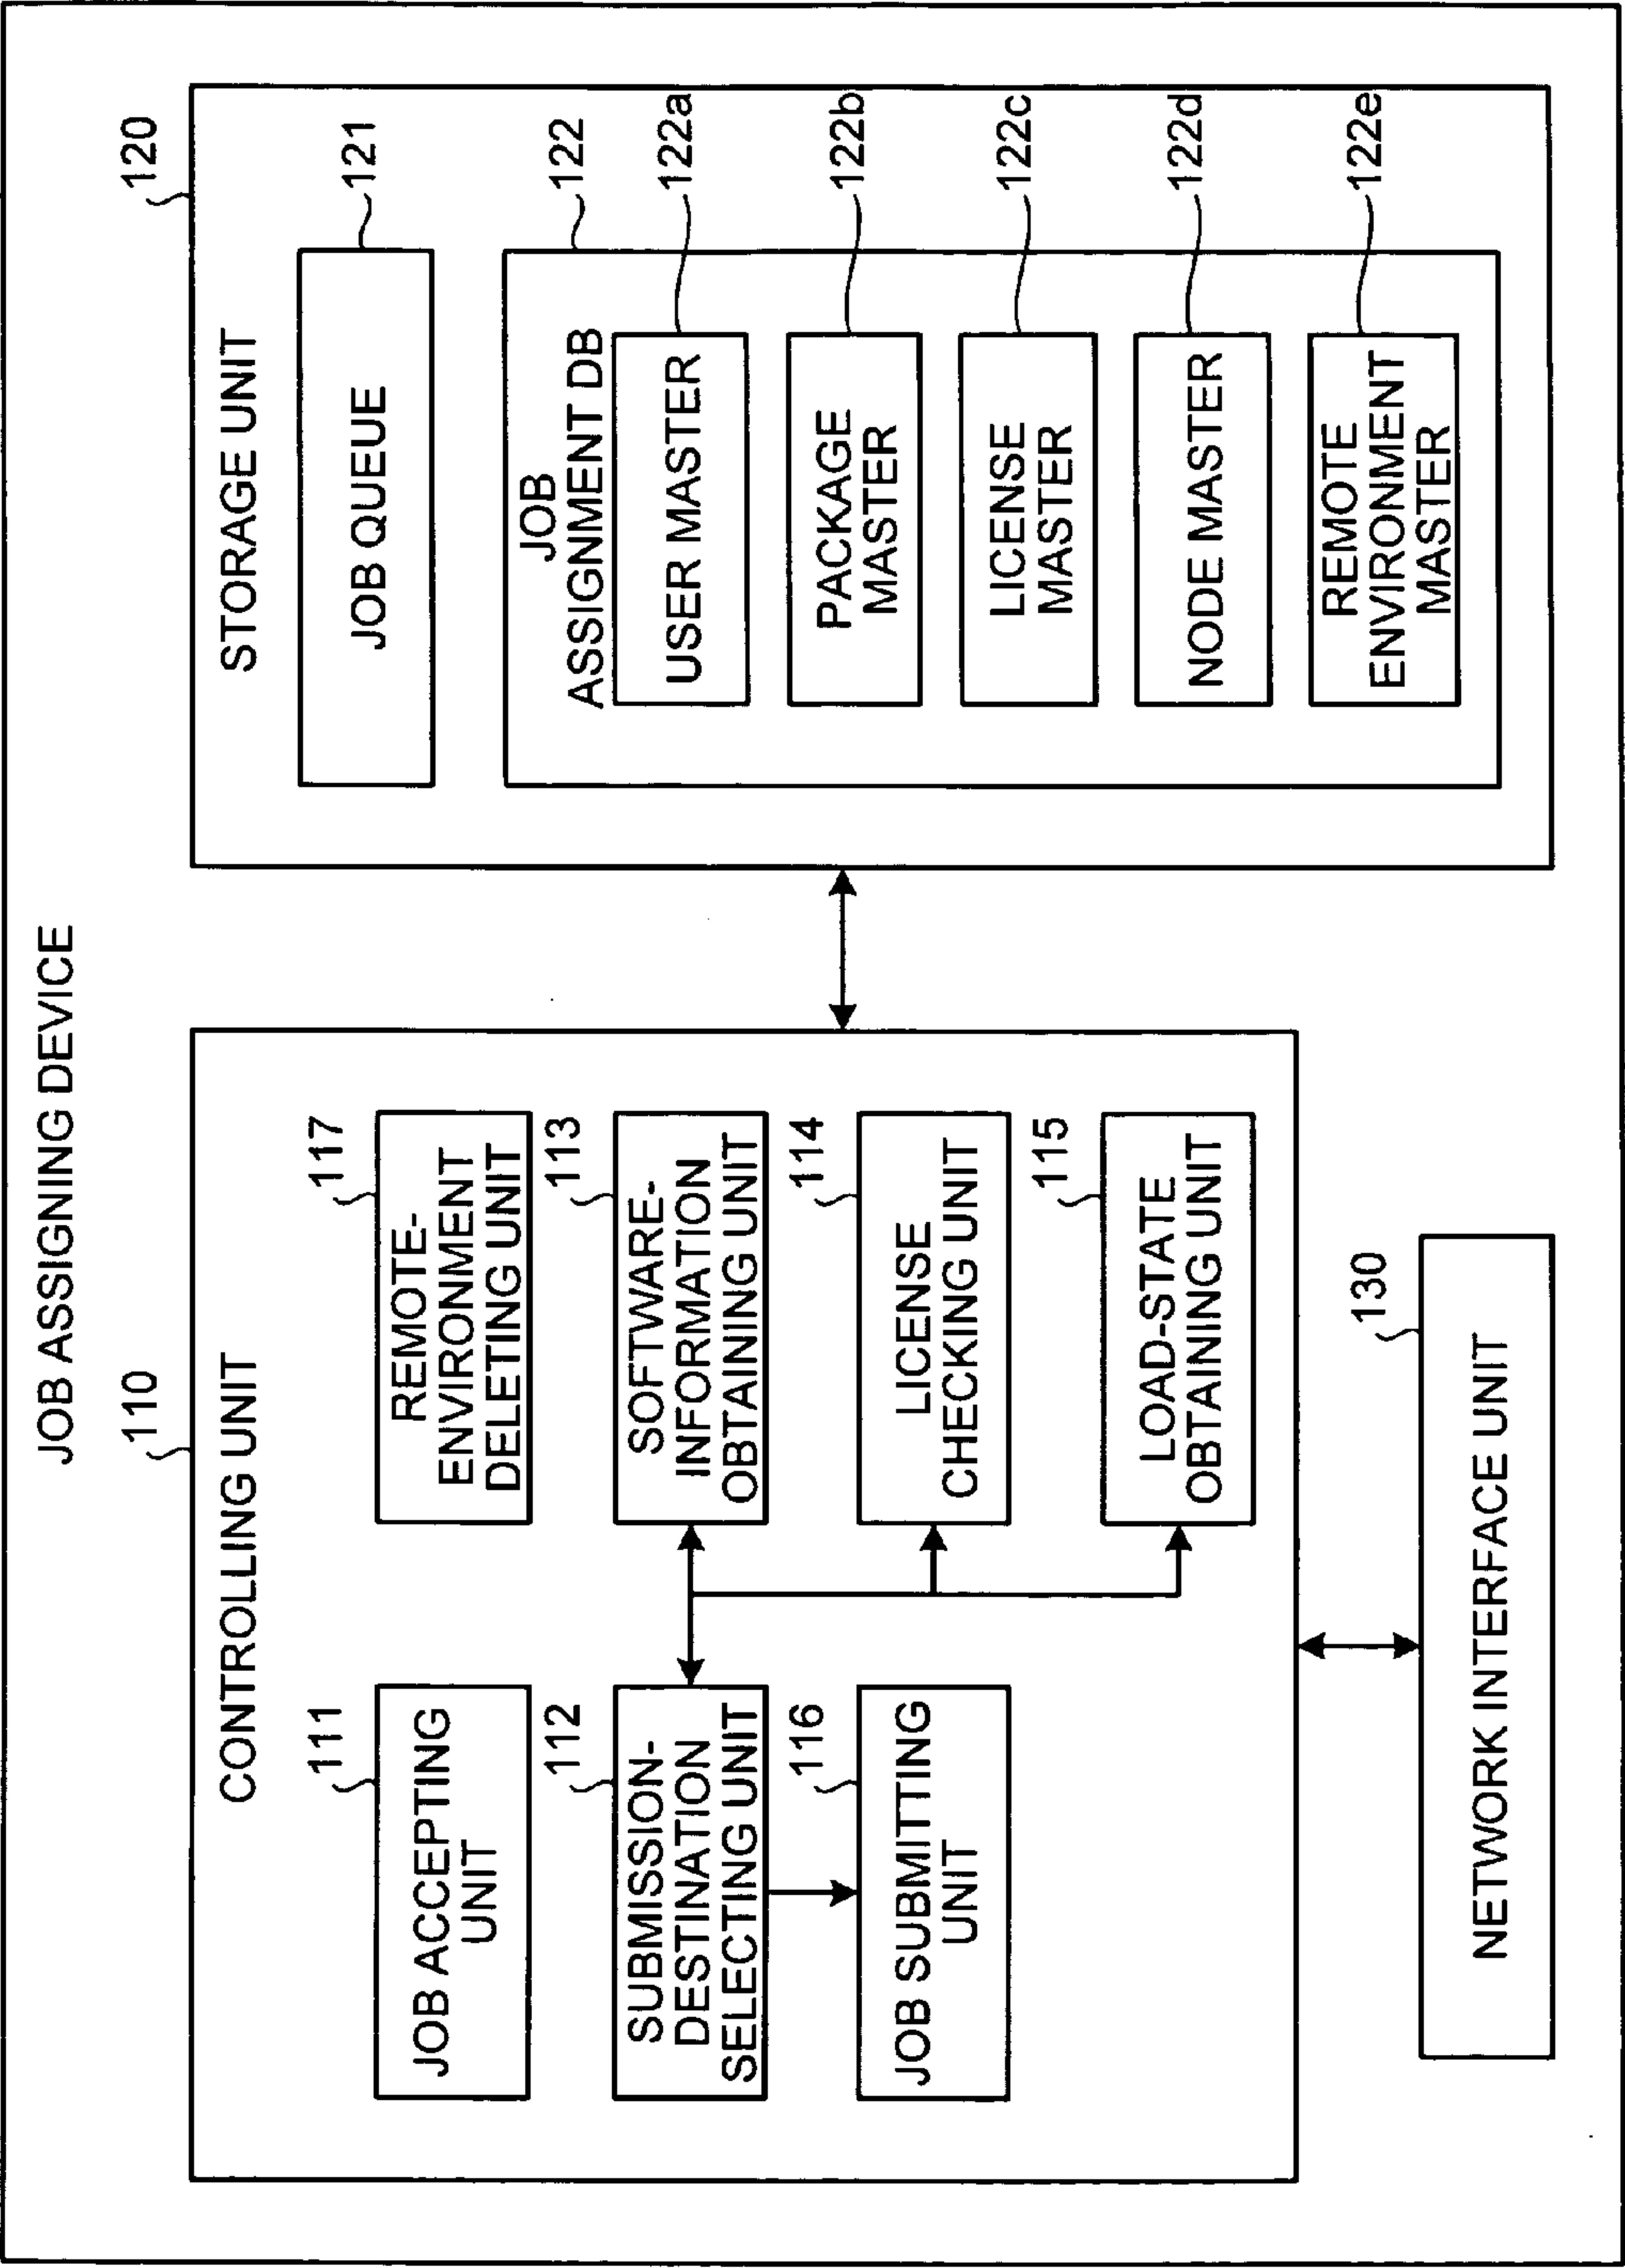 JOB ASSIGNING DEVICE
110
CONTROLLING UNIT
111
JOB ACCEPTING
UNIT
117
REMOTE-
ENVIRONMENT
DELETING UNIT
112
SUBMISSION-
DESTINATION
SELECTING UNIT
113
SOFTWARE-
INFORMATION
OBTAINING UNIT
116
JOB SUBMITTING
UNIT
114
LICENSE
CHECKING UNIT
115
LOAD-STATE
OBTAINING UNIT
130
NETWORK INTERFACE UNIT
120
STORAGE UNIT
121
JOB QUEUE
122
JOB
ASSIGNMENT DB
122a
USER MASTER
122b
PACKAGE
MASTER
122c
LICENSE
MASTER
122d
NODE MASTER
122e
REMOTE
ENVIRONMENT
MASTER